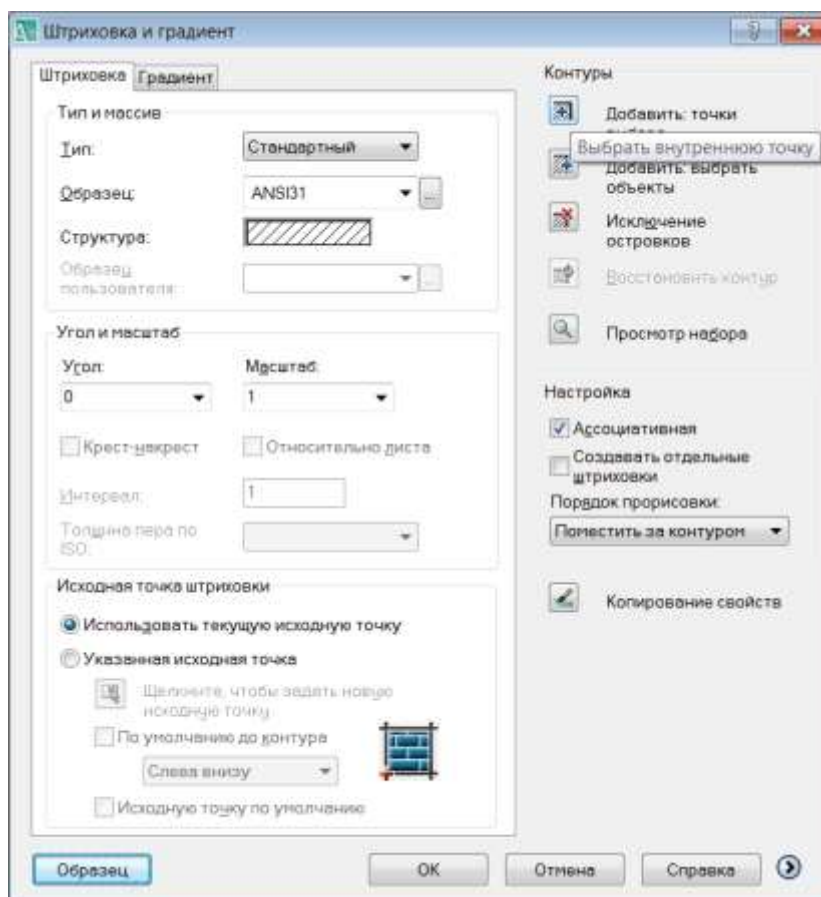 Штриховка и градиент
Штриховка Градиент
Тип и массив
Тип: Стандартный
Образец: ANSI31 ...
Структура:
Образец
пользователя:
Угол и масштаб
Угол: Масштаб:
0 1
Крест-накрест Относительно листа
Интервал: 1
Толщина пера по
ISO:
Исходная точка штриховки
Использовать текущую исходную точку
Указанная исходная точка
Щелкните, чтобы задать новую
исходную точку
По умолчанию до контура
Слева внизу
Исходную точку по умолчанию
Контуры
Добавить: точки
Выбрать внутреннюю точку
Добавить: выбрать
объекты
Исключение
островков
Восстановить контур
Просмотр набора
Настройка
Ассоциативная
Создавать отдельные
штриховки
Порядок прорисовки:
Поместить за контуром
Копирование свойств
Образец OK Отмена Справка